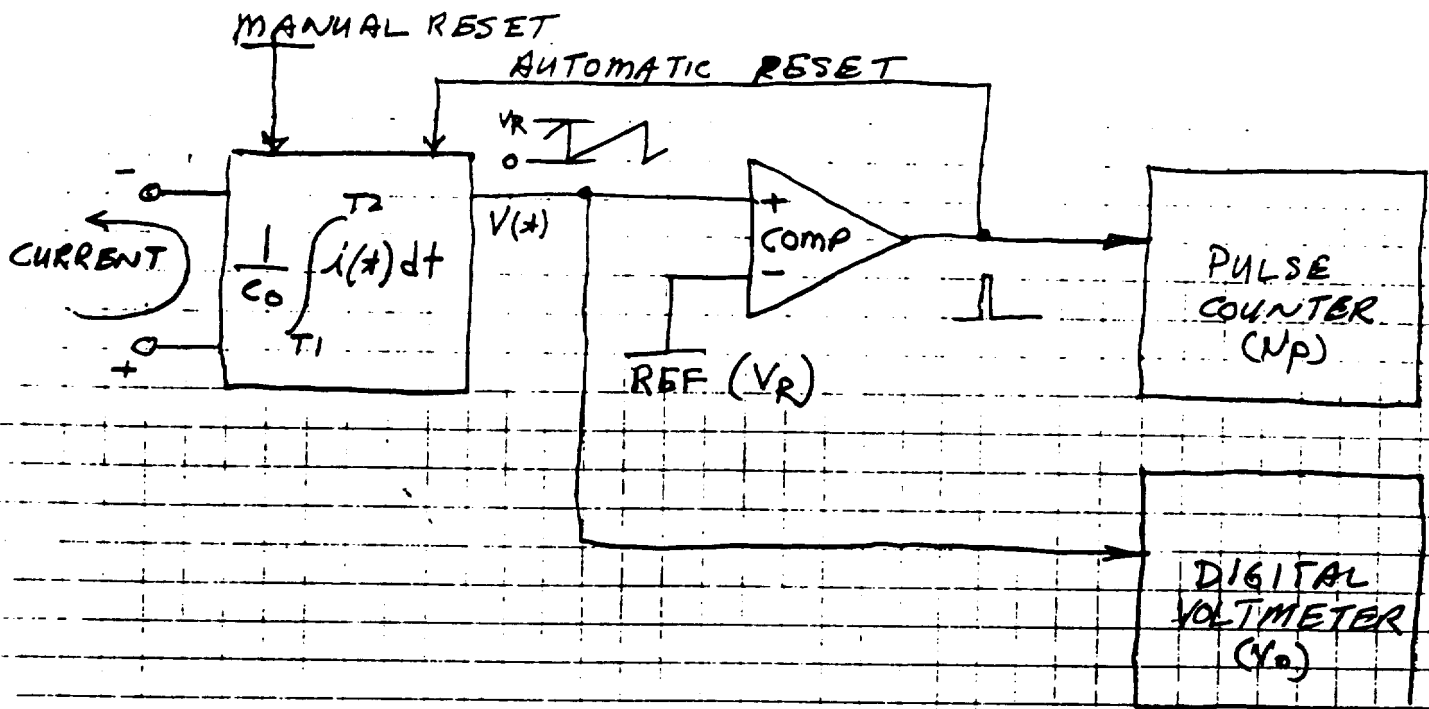 MANUAL RESET
AUTOMATIC RESET
VR
0
-
CURRENT
+
1
C0
T2
∫ i(t) dt
T1
V(t)
+
COMP
-
REF (VR)
PULSE
COUNTER
(Np)
DIGITAL
VOLTMETER